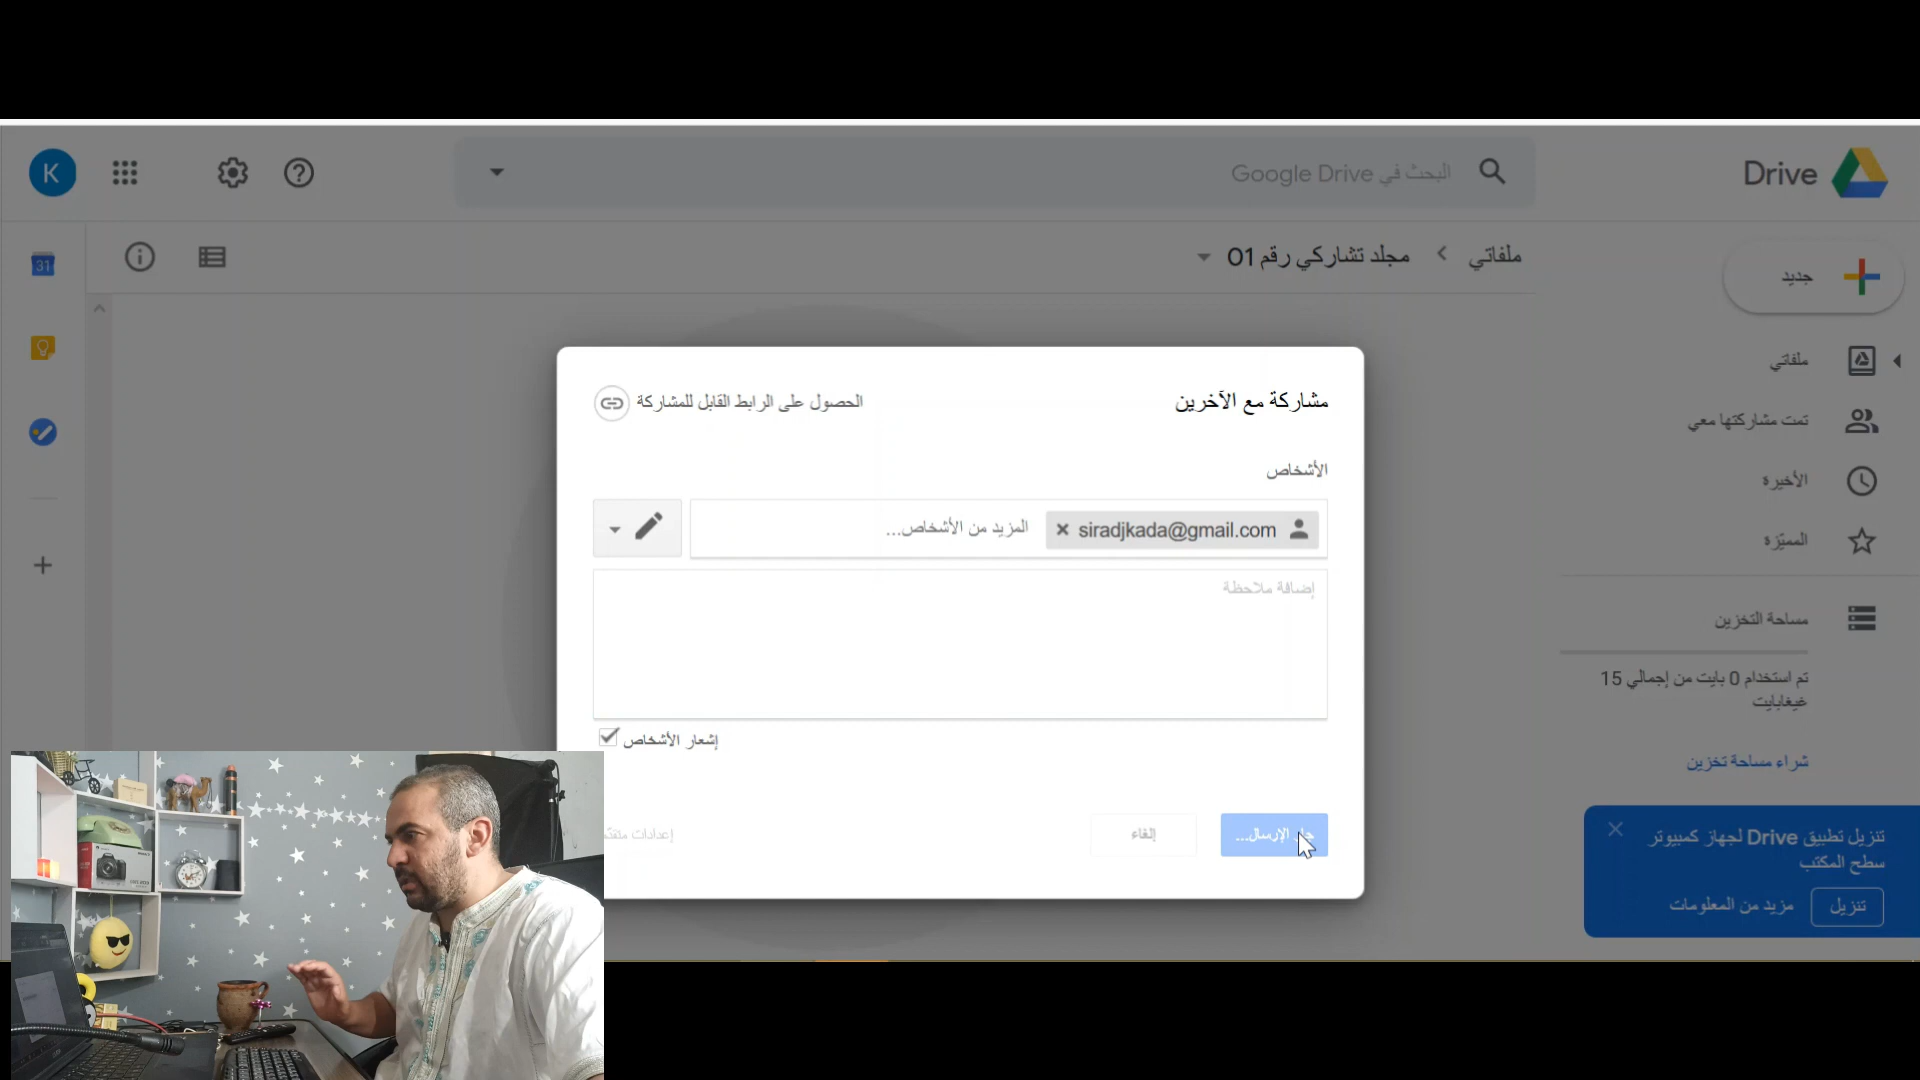 Drive
البحث في Google Drive
K
ملفاتي
مجلد تشاركي رقم 01
31
جديد
ملفاتي
تمت مشاركتها معي
الأخيرة
المميّزة
مساحة التخزين
تم استخدام 0 بايت من إجمالي 15
غيغابايت
شراء مساحة تخزين
تنزيل تطبيق Drive لجهاز كمبيوتر
سطح المكتب
تنزيل
مزيد من المعلومات
مشاركة مع الآخرين
الحصول على الرابط القابل للمشاركة
الأشخاص
siradjkada@gmail.com
المزيد من الأشخاص...
إضافة ملاحظة
إشعار الأشخاص
الإرسال...
إلغاء
إعدادات